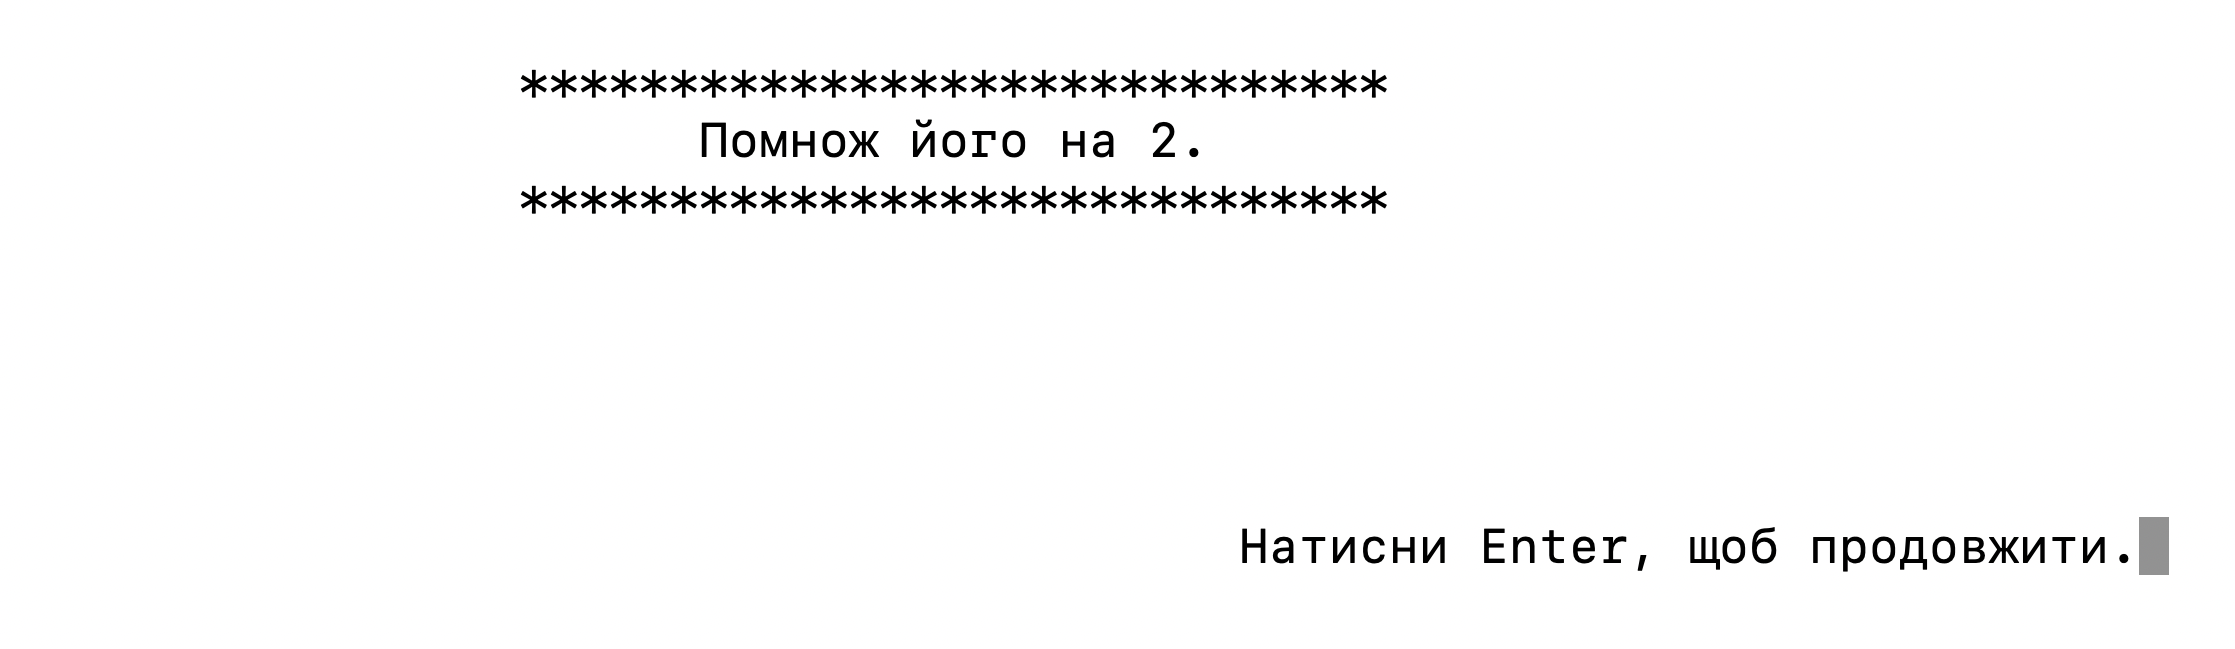 *****************************
Помнож його на 2.
*****************************
Натисни Enter, щоб продовжити.